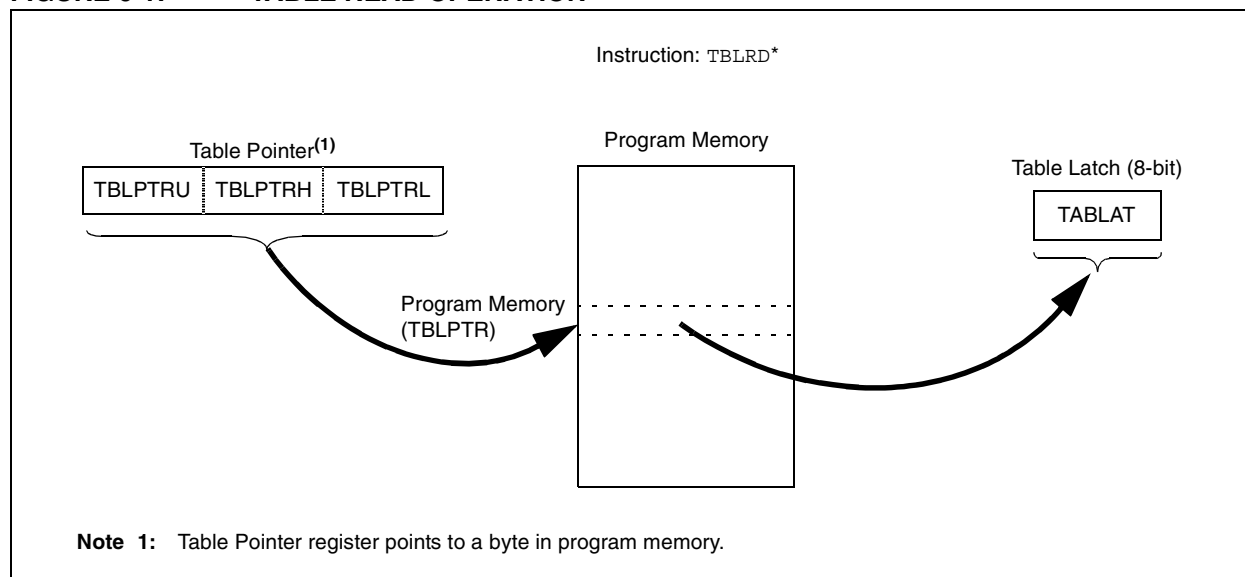 Instruction: TBLRD*
Table Pointer(1)
Program Memory
Table Latch (8-bit)
TBLPTRU TBLPTRH TBLPTRL
TABLAT
Program Memory
(TBLPTR)
Note 1: Table Pointer register points to a byte in program memory.